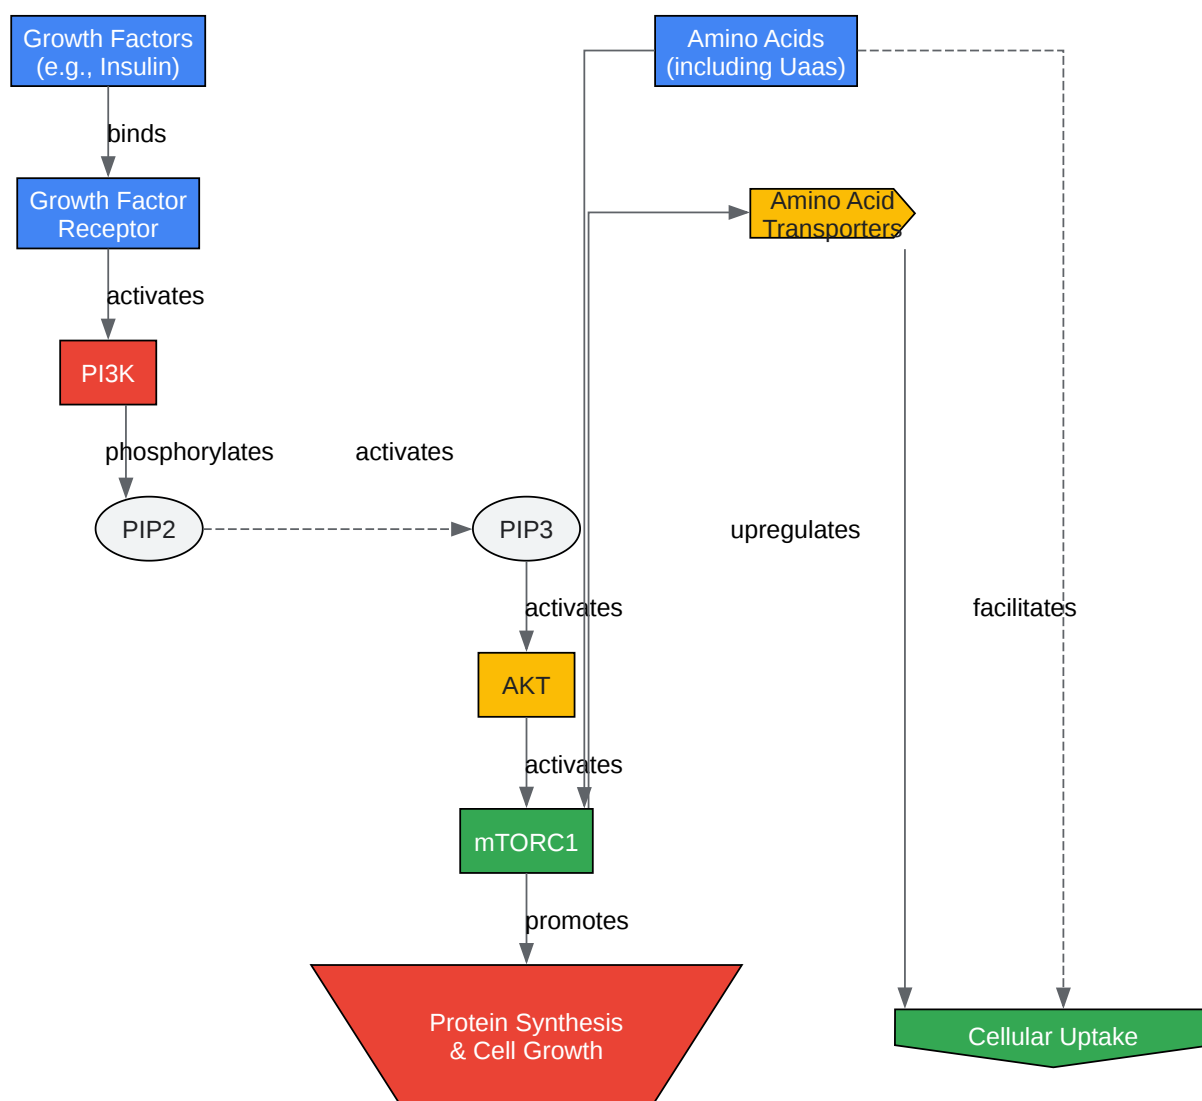 Growth Factors
(e.g., Insulin)
Amino Acids
(including Uaas)
binds
Growth Factor
Receptor
Amino Acid
Transporters
activates
PI3K
phosphorylates
activates
PIP2
PIP3
upregulates
activates
facilitates
AKT
activates
mTORC1
promotes
Protein Synthesis
& Cell Growth
Cellular Uptake